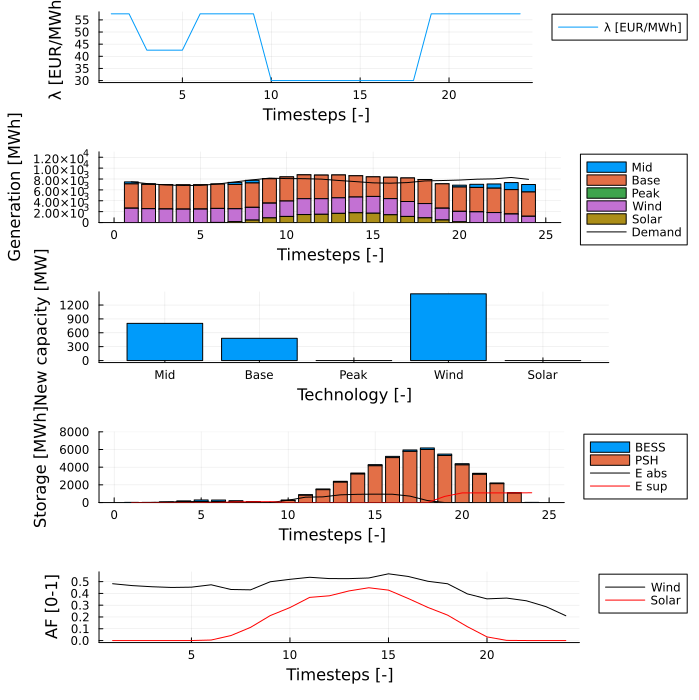 λ [EUR/MWh]
55
50
45
40
35
30
5
10
15
20
Timesteps [-]
λ [EUR/MWh]
Generation [MWh]
1.20×10⁴
1.00×10⁴
8.00×10³
6.00×10³
4.00×10³
2.00×10³
0
0
5
10
15
20
25
Timesteps [-]
Mid
Base
Peak
Wind
Solar
Demand
New capacity [MW]
1200
900
600
300
0
Mid
Base
Peak
Wind
Solar
Technology [-]
Storage [MWh]
8000
6000
4000
2000
0
0
5
10
15
20
25
Timesteps [-]
BESS
PSH
E abs
E sup
AF [0-1]
0.5
0.4
0.3
0.2
0.1
0.0
5
10
15
20
Timesteps [-]
Wind
Solar